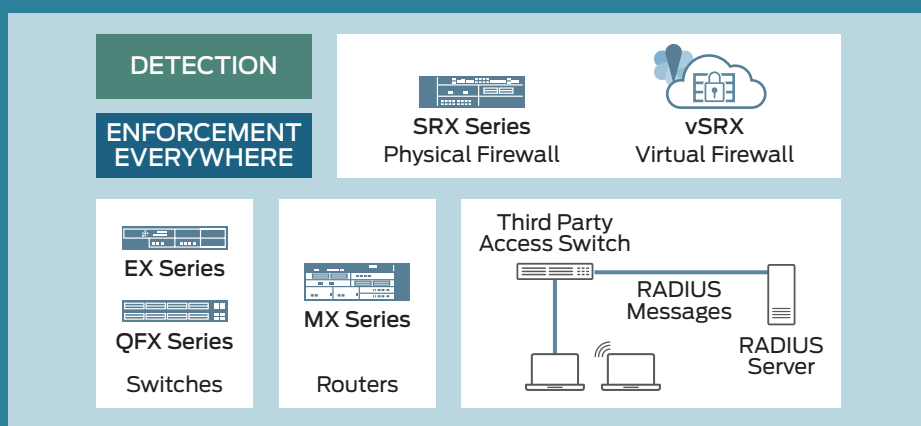 DETECTION
ENFORCEMENT
EVERYWHERE
SRX Series
Physical Firewall
vSRX
Virtual Firewall
EX Series
QFX Series
Switches
MX Series
Routers
Third Party
Access Switch
RADIUS
Messages
RADIUS
Server